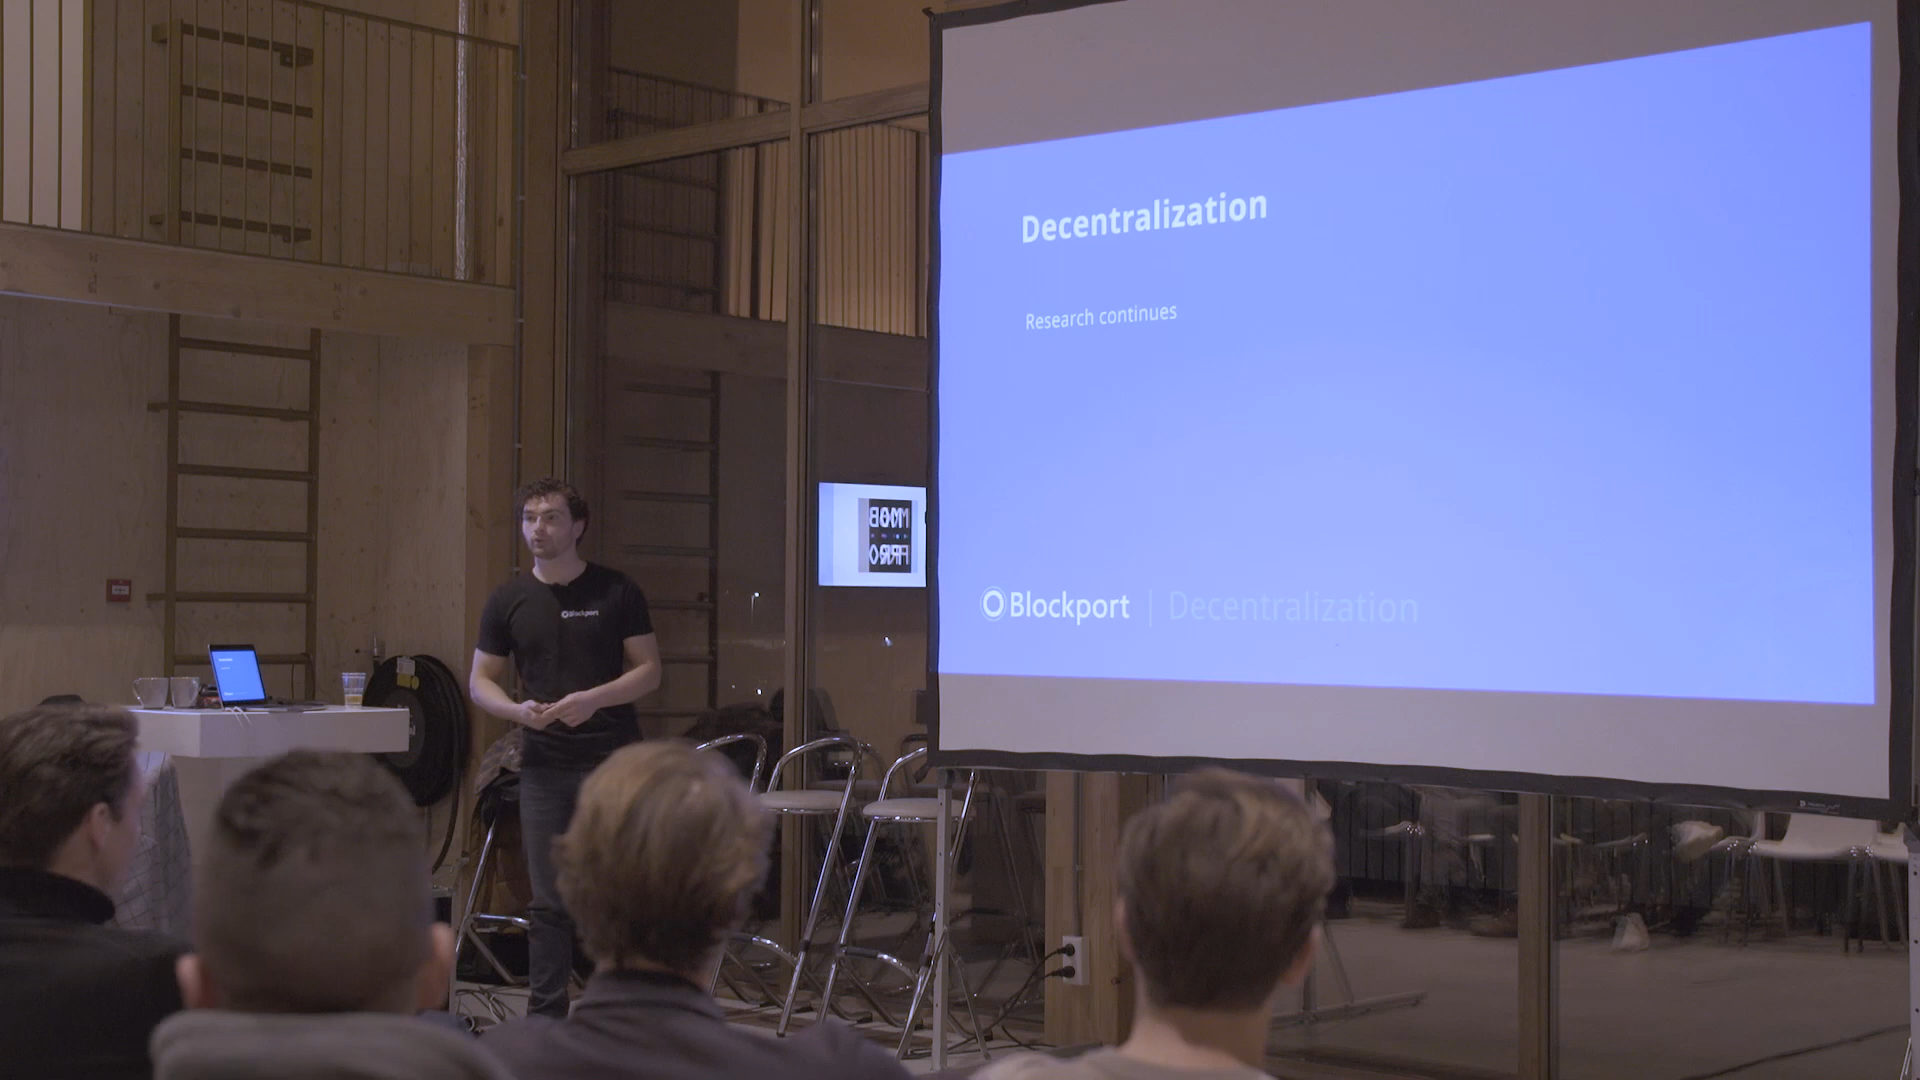 Decentralization
Research continues
Blockport | Decentralization
Blockport